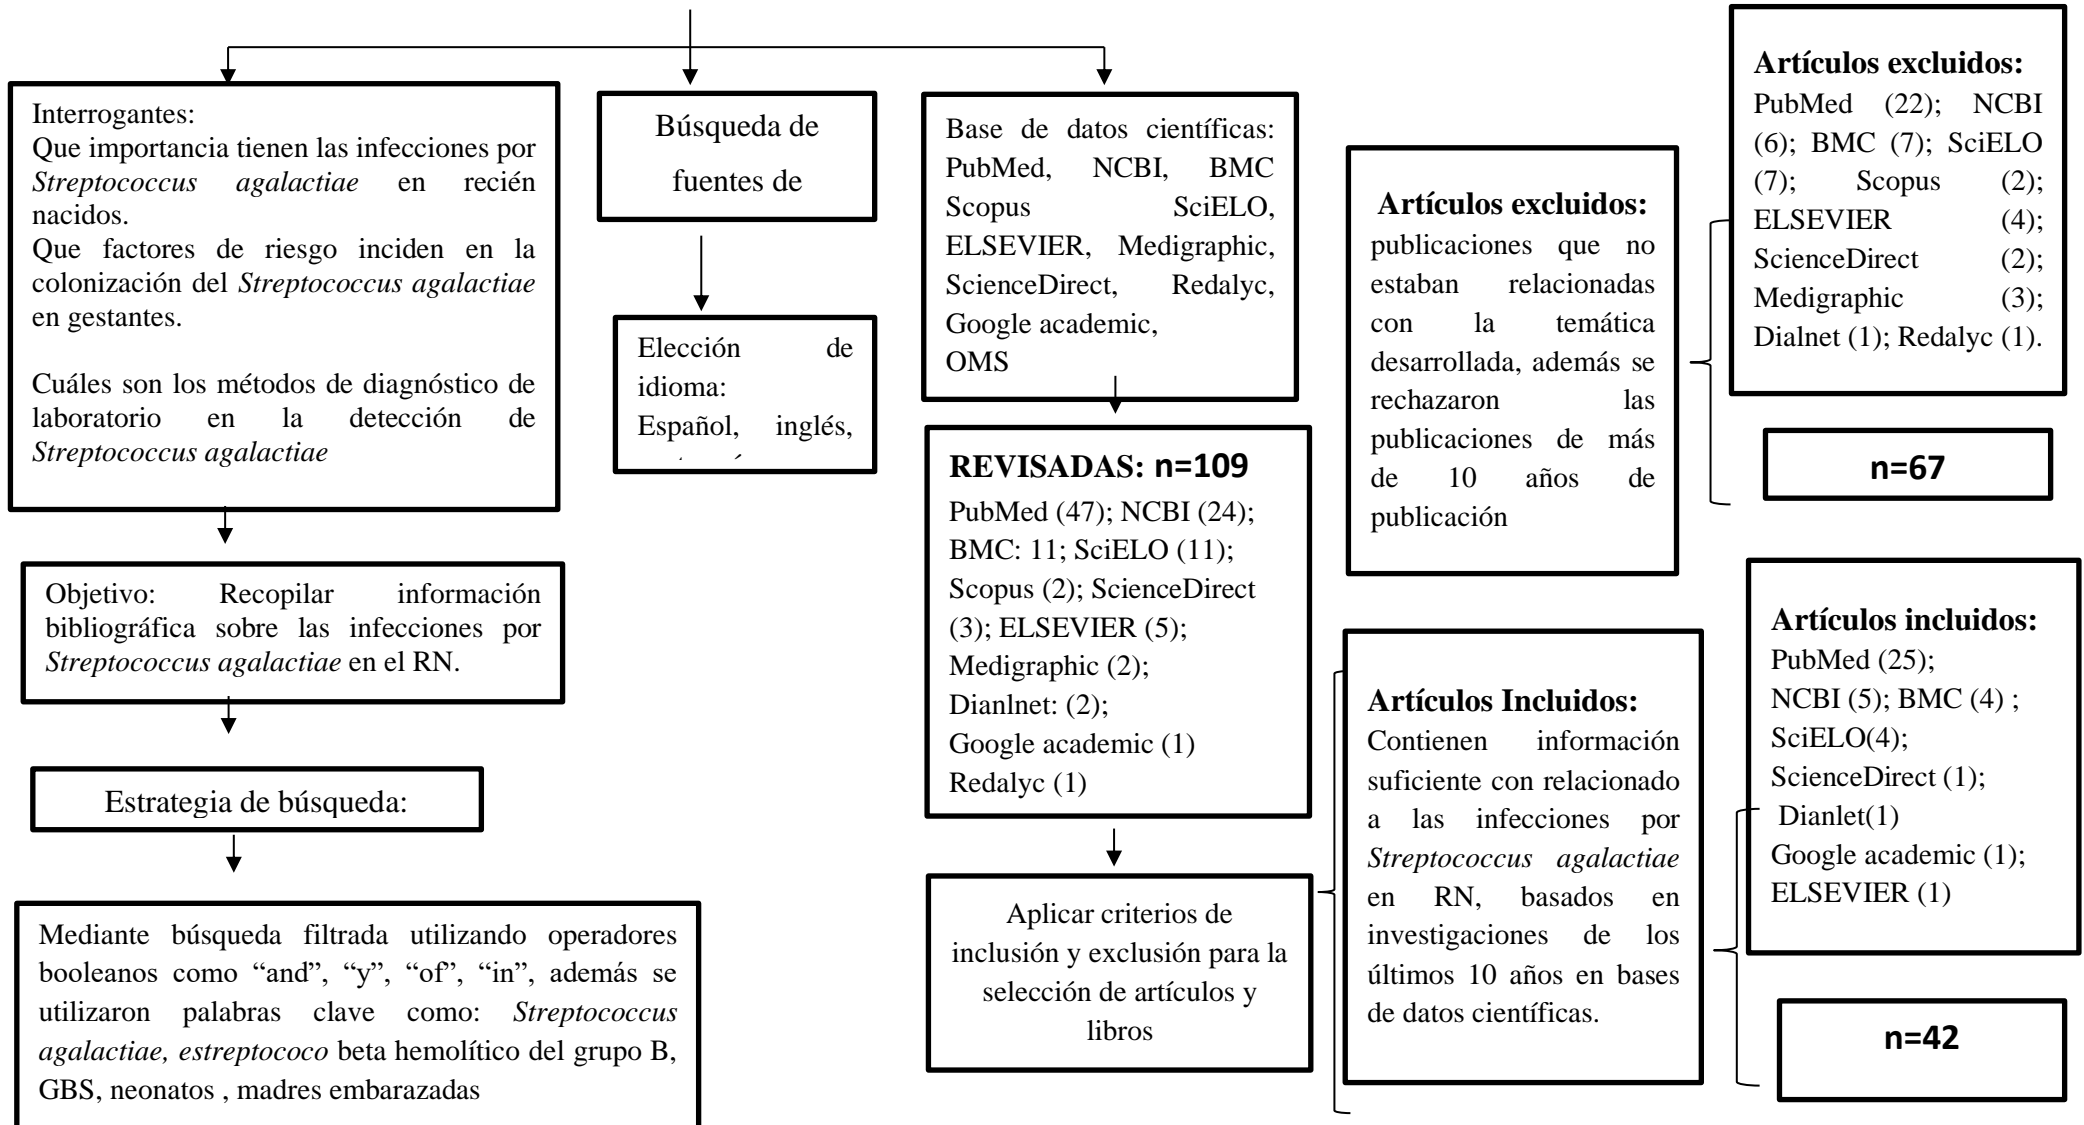 Interrogantes:
Que importancia tienen las infecciones por
Streptococcus agalactiae en recién
nacidos.
Que factores de riesgo inciden en la
colonización del Streptococcus agalactiae
en gestantes.
Cuáles son los métodos de diagnóstico de
laboratorio en la detección de
Streptococcus agalactiae
Objetivo: Recopilar información
bibliográfica sobre las infecciones por
Streptococcus agalactiae en el RN.
Estrategia de búsqueda:
Mediante búsqueda filtrada utilizando operadores
booleanos como “and”, “y”, “of”, “in”, además se
utilizaron palabras clave como: Streptococcus
agalactiae, estreptococo beta hemolítico del grupo B,
GBS, neonatos , madres embarazadas
Búsqueda de
fuentes de
Elección de
idioma:
Español, inglés,
Base de datos científicas:
PubMed, NCBI, BMC
Scopus SciELO,
ELSEVIER, Medigraphic,
ScienceDirect, Redalyc,
Google academic,
OMS
REVISADAS: n=109
PubMed (47); NCBI (24);
BMC: 11; SciELO (11);
Scopus (2); ScienceDirect
(3); ELSEVIER (5);
Medigraphic (2);
Dianlnet: (2);
Google academic (1)
Redalyc (1)
Aplicar criterios de
inclusión y exclusión para la
selección de artículos y
libros
Artículos excluidos:
publicaciones que no
estaban relacionadas
con la temática
desarrollada, además se
rechazaron las
publicaciones de más
de 10 años de
publicación
Artículos excluidos:
PubMed (22); NCBI
(6); BMC (7); SciELO
(7); Scopus (2);
ELSEVIER (4);
ScienceDirect (2);
Medigraphic (3);
Dialnet (1); Redalyc (1).
n=67
Artículos Incluidos:
Contienen información
suficiente con relacionado
a las infecciones por
Streptococcus agalactiae
en RN, basados en
investigaciones de los
últimos 10 años en bases
de datos científicas.
Artículos incluidos:
PubMed (25);
NCBI (5); BMC (4) ;
SciELO(4);
ScienceDirect (1);
Dianlet(1)
Google academic (1);
ELSEVIER (1)
n=42